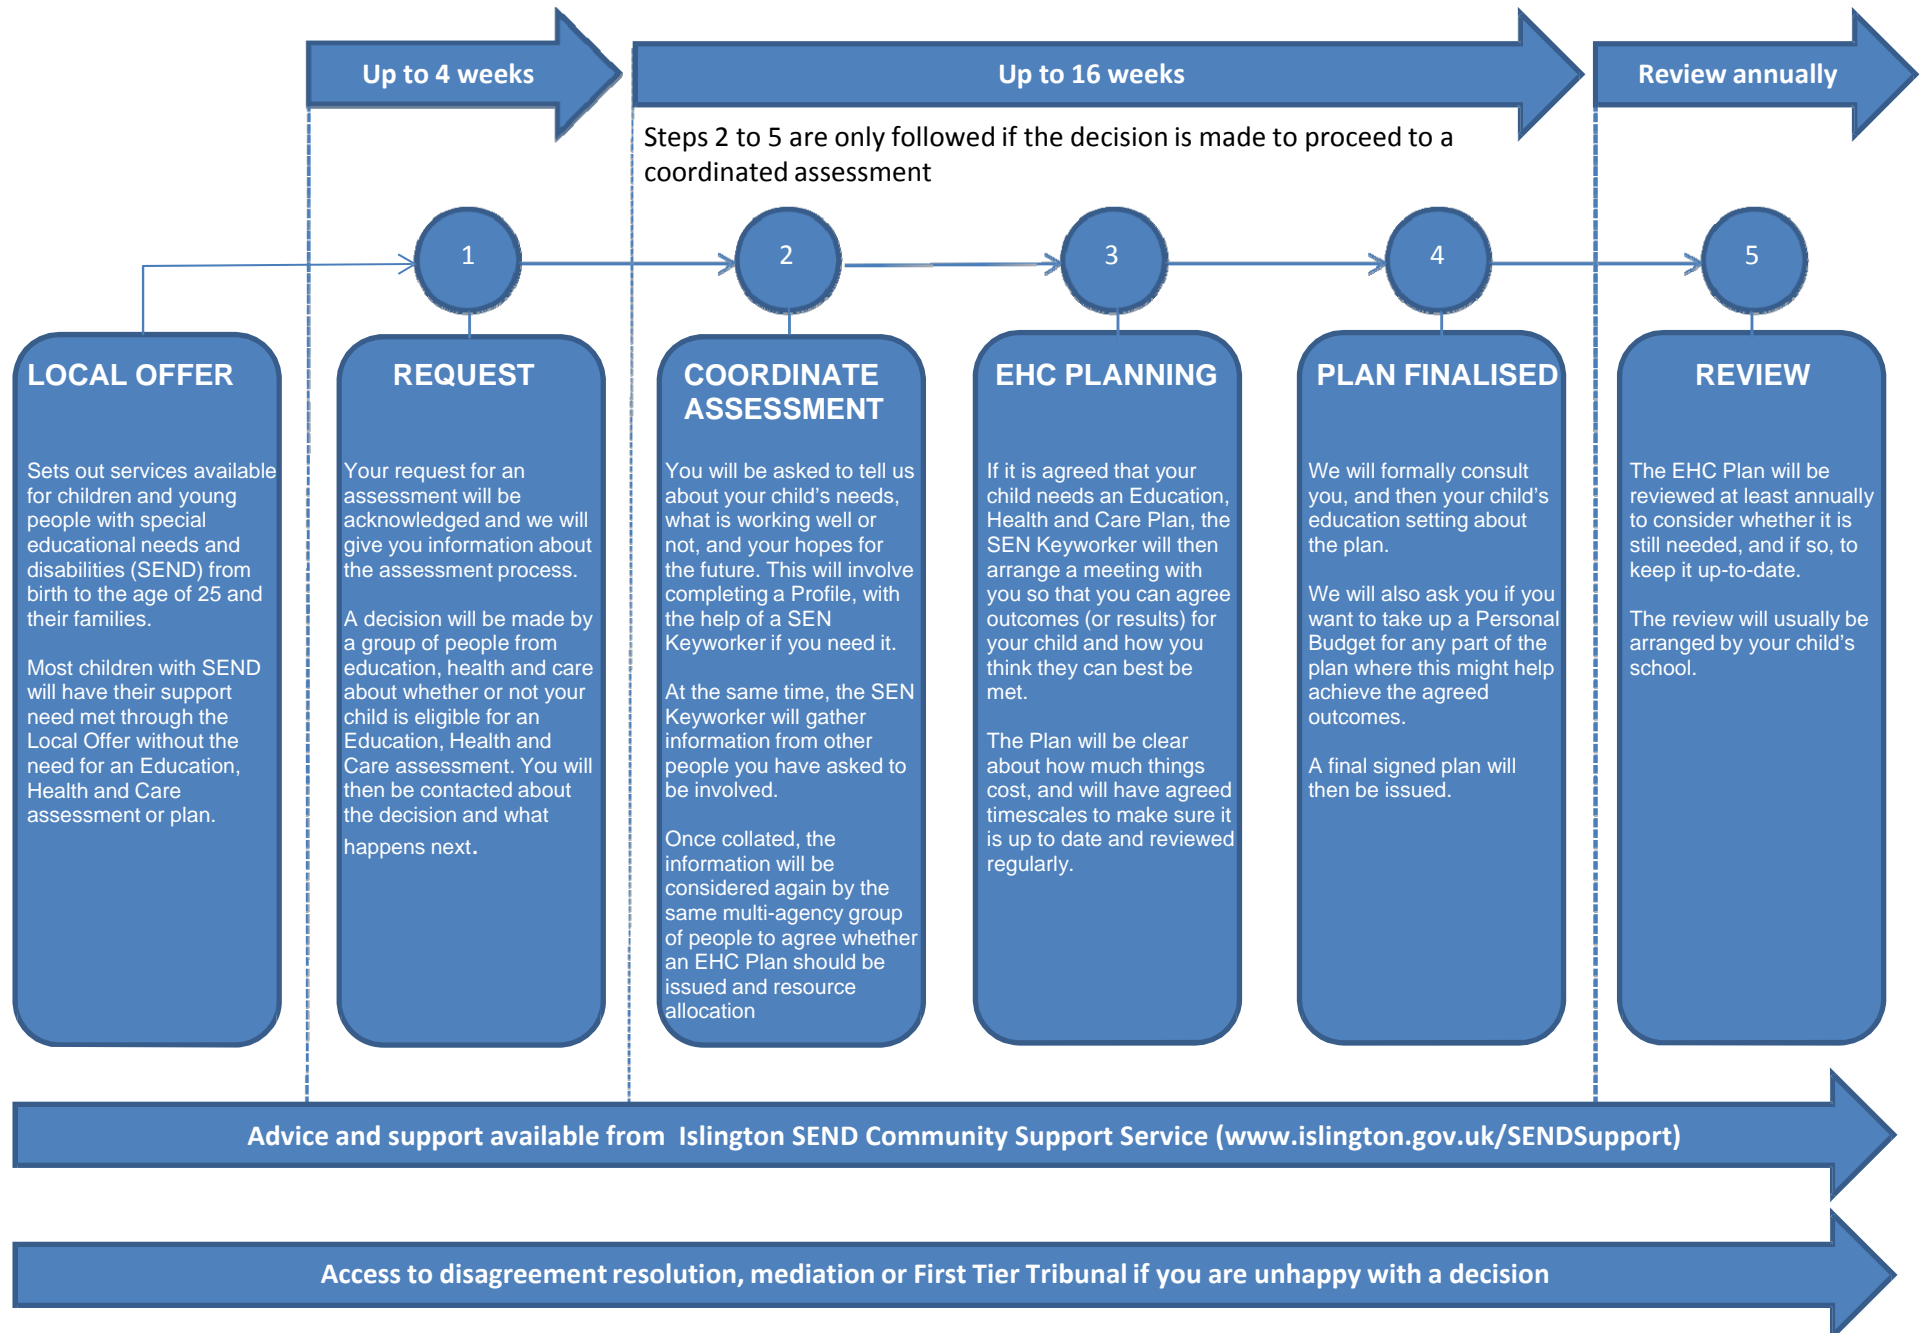 Up to 4 weeks
Up to 16 weeks
Review annually
Steps 2 to 5 are only followed if the decision is made to proceed to a
coordinated assessment
1
2
3
4
5
LOCAL OFFER
Sets out services available
for children and young
people with special
educational needs and
disabilities (SEND) from
birth to the age of 25 and
their families.
Most children with SEND
will have their support
need met through the
Local Offer without the
need for an Education,
Health and Care
assessment or plan.
REQUEST
Your request for an
assessment will be
acknowledged and we will
give you information about
the assessment process.
A decision will be made by
a group of people from
education, health and care
about whether or not your
child is eligible for an
Education, Health and
Care assessment. You will
then be contacted about
the decision and what
happens next.
COORDINATE
ASSESSMENT
You will be asked to tell us
about your child's needs,
what is working well or
not, and your hopes for
the future. This will involve
completing a Profile, with
the help of a SEN
Keyworker if you need it.
At the same time, the SEN
Keyworker will gather
information from other
people you have asked to
be involved.
Once collated, the
information will be
considered again by the
same multi-agency group
of people to agree whether
an EHC Plan should be
issued and resource
allocation
EHC PLANNING
If it is agreed that your
child needs an Education,
Health and Care Plan, the
SEN Keyworker will then
arrange a meeting with
you so that you can agree
outcomes (or results) for
your child and how you
think they can best be
met.
The Plan will be clear
about how much things
cost, and will have agreed
timescales to make sure it
is up to date and reviewed
regularly.
PLAN FINALISED
We will formally consult
you, and then your child's
education setting about
the plan.
We will also ask you if you
want to take up a Personal
Budget for any part of the
plan where this might help
achieve the agreed
outcomes.
A final signed plan will
then be issued.
REVIEW
The EHC Plan will be
reviewed at least annually
to consider whether it is
still needed, and if so, to
keep it up-to-date.
The review will usually be
arranged by your child's
school.
Advice and support available from Islington SEND Community Support Service (www.islington.gov.uk/SENDSupport)
Access to disagreement resolution, mediation or First Tier Tribunal if you are unhappy with a decision